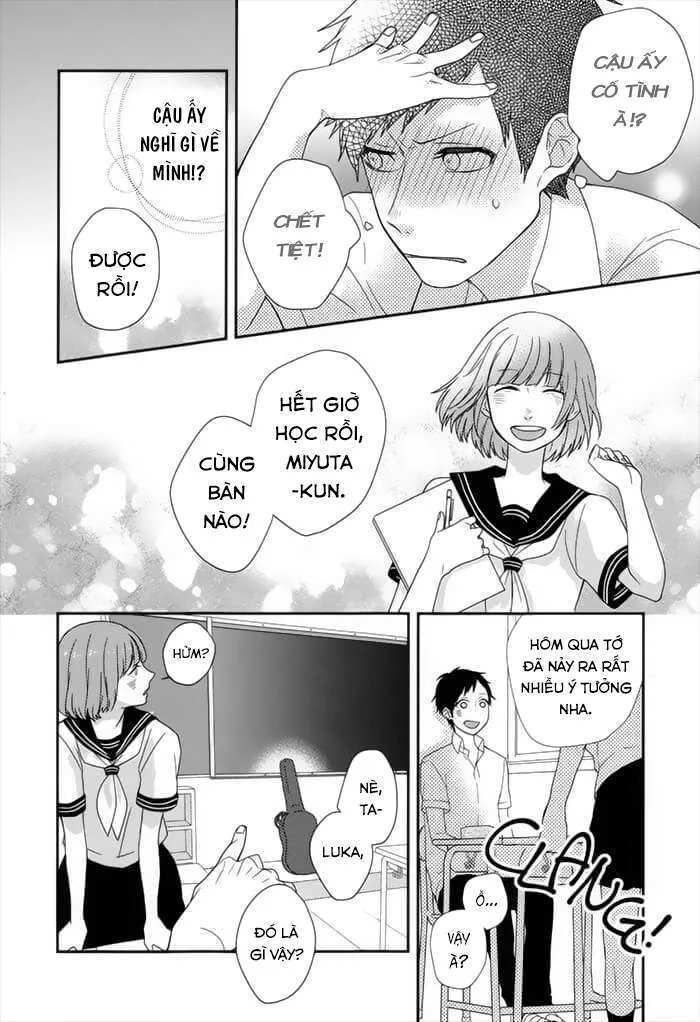 CẬU ẤY
CỐ TÌNH
À!?
CHẾT
TIỆT!
CẬU ẤY
NGHĨ GÌ VỀ
MÌNH!?
ĐƯỢC
RỒI!
HẾT GIỜ
HỌC RỒI,
MIYUTA
-KUN.
CÙNG
BÀN
NÀO!
HÔM QUA TỚ
ĐÃ NẢY RA RẤT
NHIỀU Ý TƯỞNG
NHA.
CLANG!
Ồ...
VẬY
À?
HỬM?
NÈ,
TA-
LUKA,
ĐÓ LÀ
GÌ VẬY?